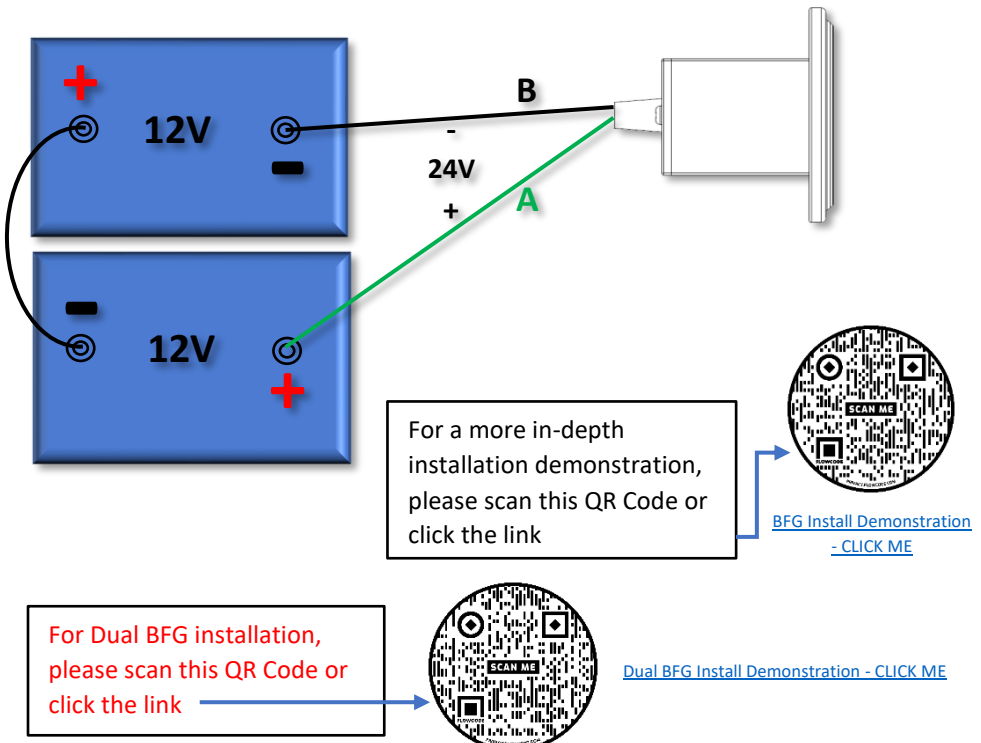 +
12V
B
-
24V
+
A
-
-
12V
+
For a more in-depth
installation demonstration,
please scan this QR Code or
click the link
SCAN ME
FLOWCODE
BFG Install Demonstration
- CLICK ME
For Dual BFG installation,
please scan this QR Code or
click the link
SCAN ME
FLOWCODE
Dual BFG Install Demonstration - CLICK ME